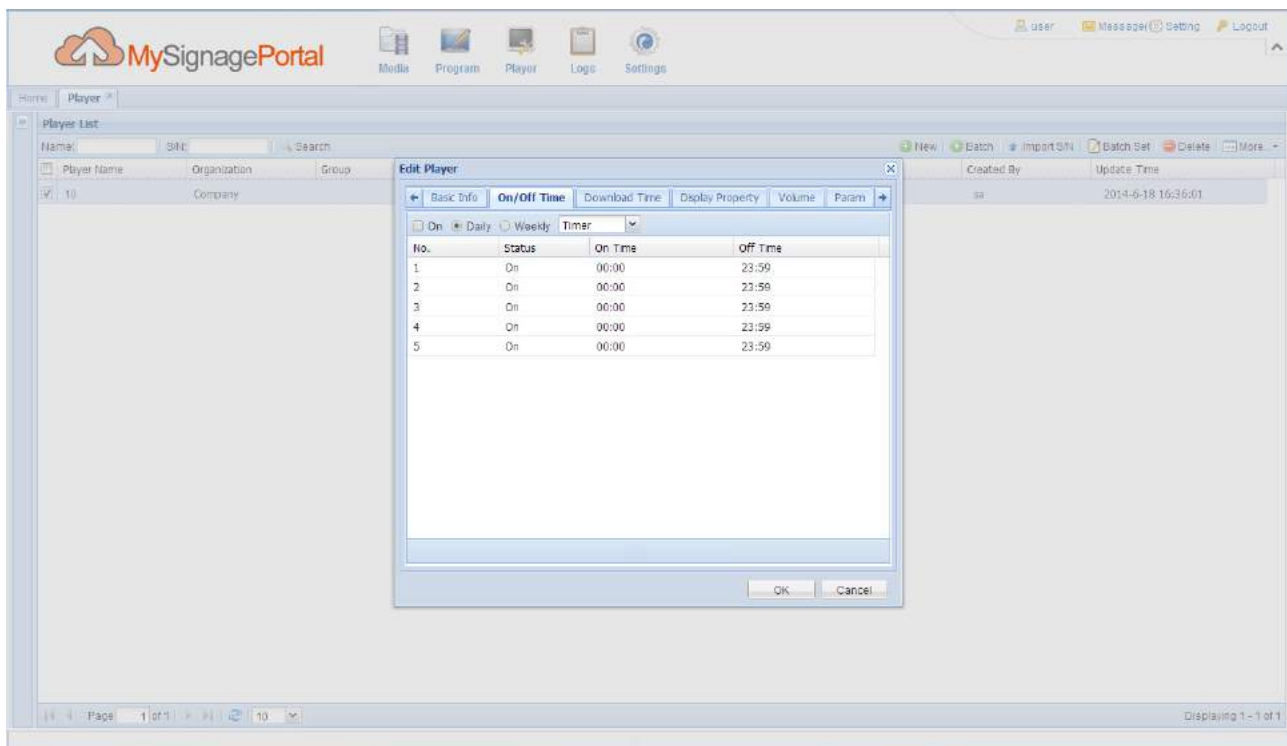 user Message() Setting Logout
MySignagePortal
Media Program Player Logs Settings
Home Player
Player List
Name: S/N: Search New Batch Import S/N Batch Set Delete More...
Player Name Organization Group Created By Update Time
10 Company sa 2014-6-18 16:36:01
Edit Player
Basic Info On/Off Time Download Time Display Property Volume Param
On Daily Weekly Timer
No. Status On Time Off Time
1 On 00:00 23:59
2 On 00:00 23:59
3 On 00:00 23:59
4 On 00:00 23:59
5 On 00:00 23:59
OK Cancel
Page 1 of 1 10 Displaying 1 - 1 of 1